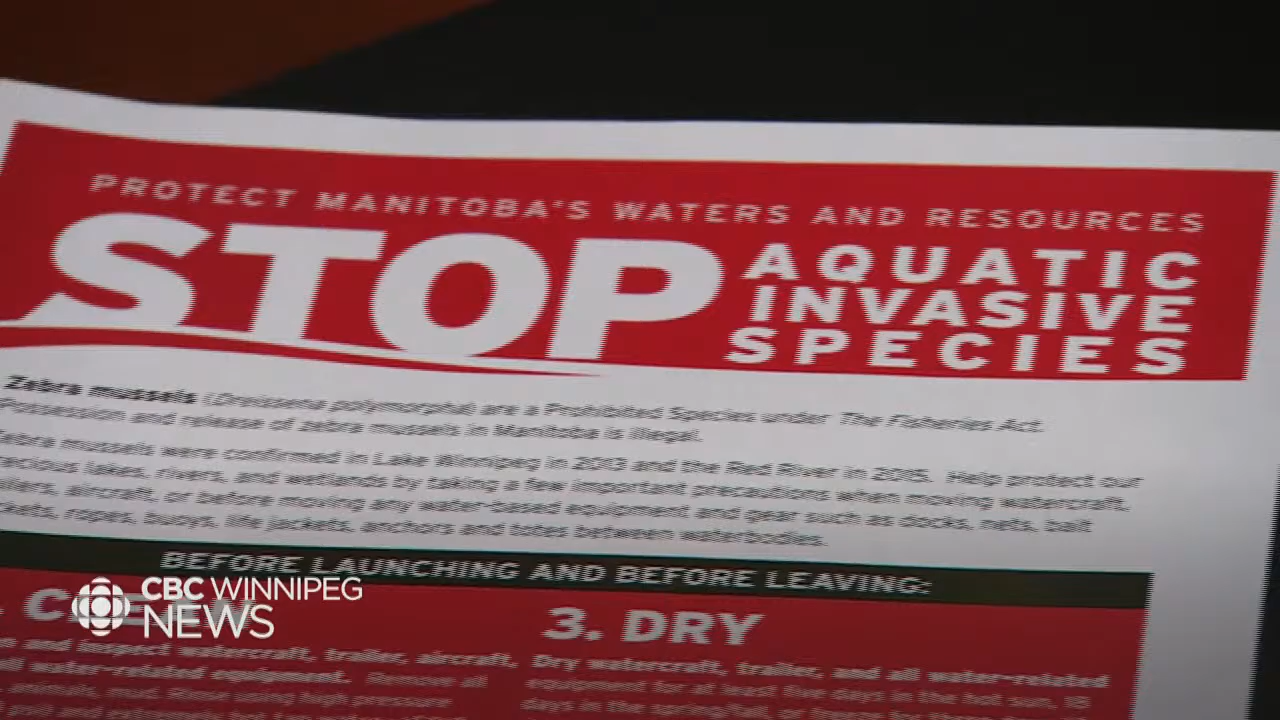 PROTECT MANITOBA'S WATERS AND RESOURCES
STOP AQUATIC
INVASIVE
SPECIES
Zebra mussels (Dreissena polymorpha) are a Prohibited Species under The Fisheries Act.
Possession and release of zebra mussels in Manitoba is illegal.
Zebra mussels were confirmed in Lake Winnipeg in 2013 and the Red River in 2015. Help protect our
lakes, rivers, and wetlands by taking a few important precautions when moving watercraft,
aircraft, or before moving any water-based equipment and gear such as docks, nets, bait
ropes, buoys, life jackets, anchors and totes between waterbodies.
BEFORE LAUNCHING AND BEFORE LEAVING:
3. DRY
and inspect watercraft, trailer, aircraft,
water-related equipment. Remove all
Dry watercraft, trailer, and all water-related
equipment for at least five days in the hot sun, 18
days in the
CBC WINNIPEG
NEWS